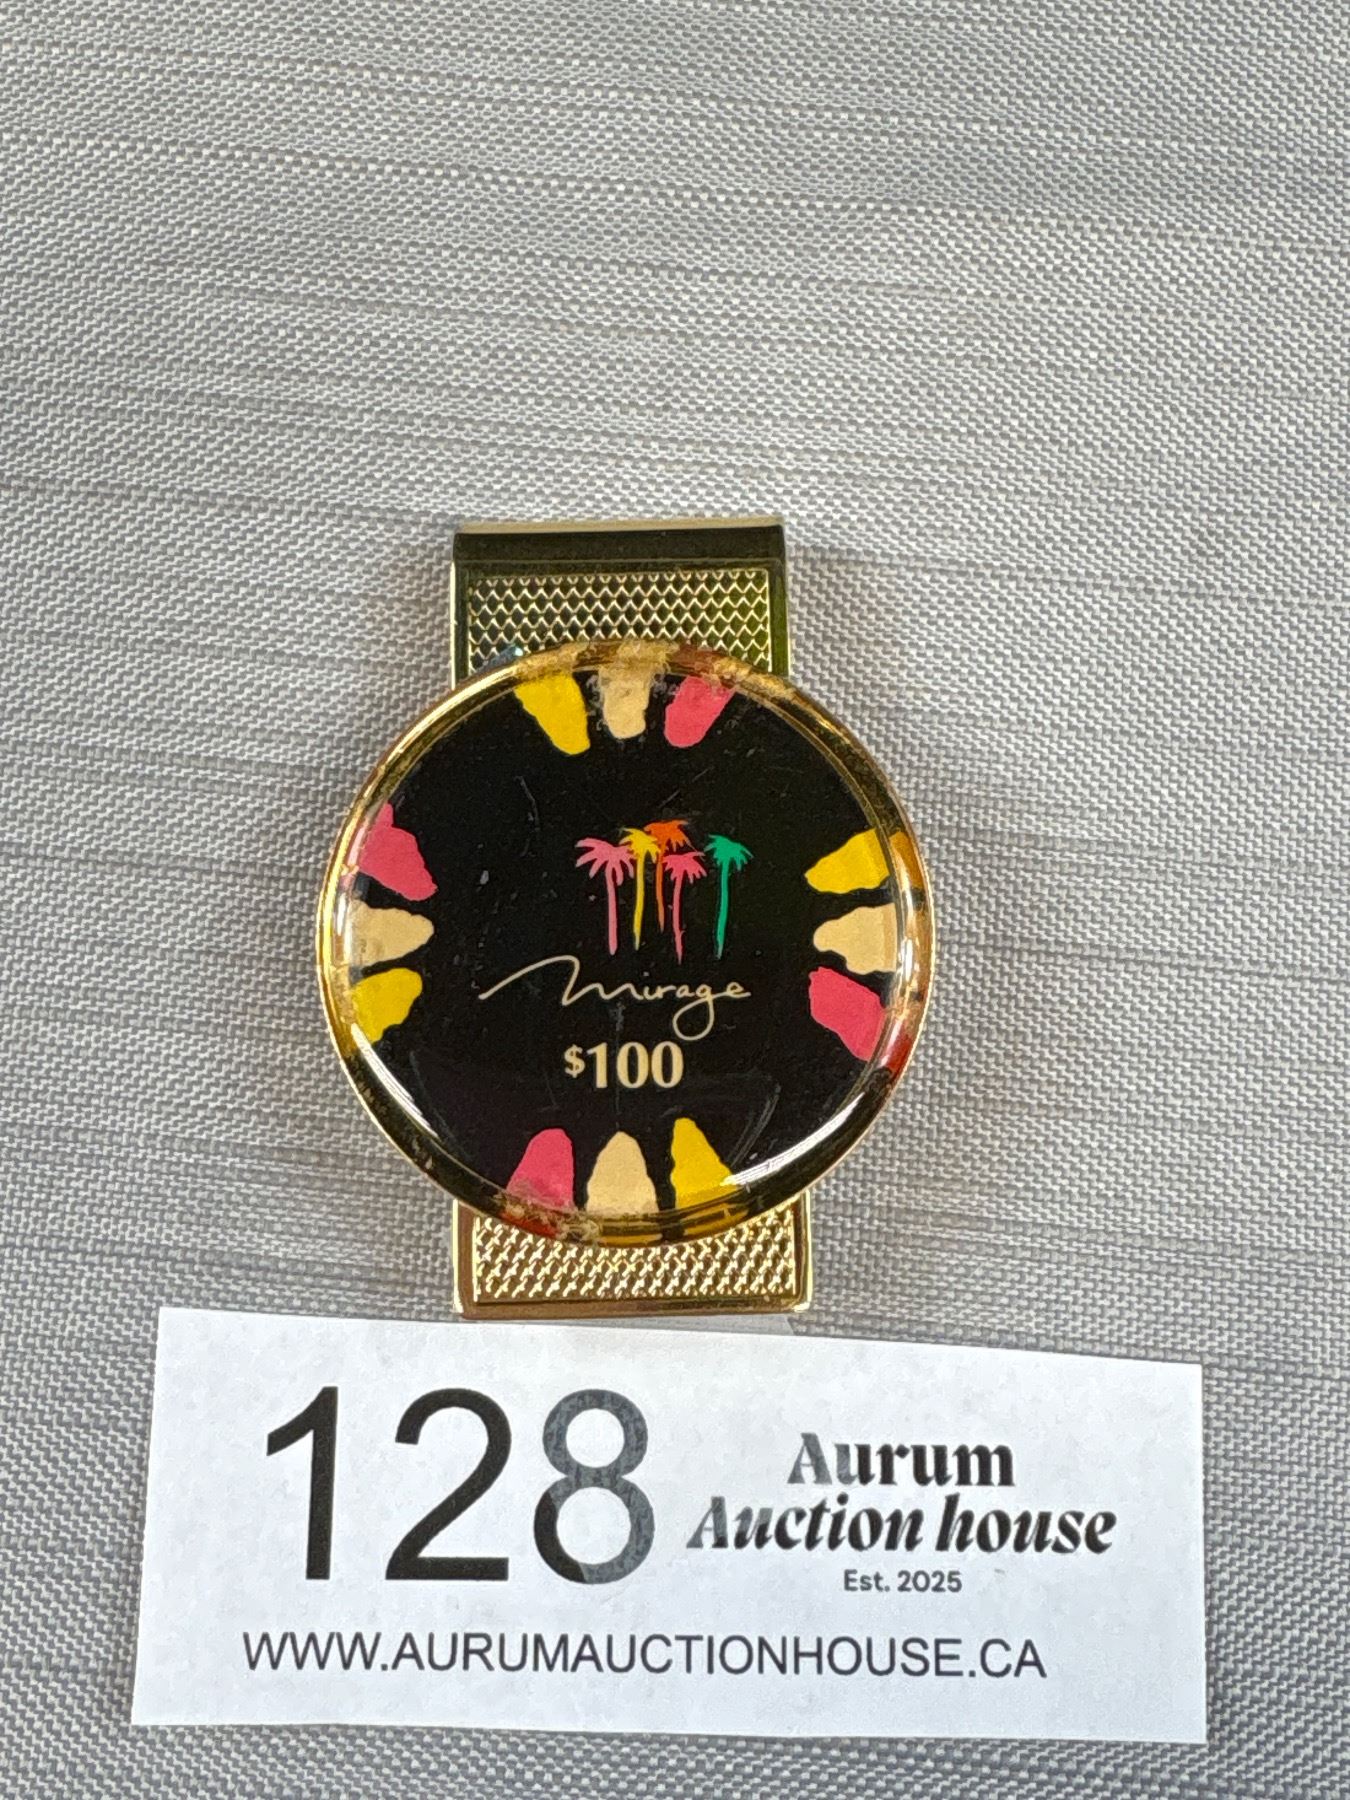 Mirage
$100
128
Aurum
Auction house
Est. 2025
WWW.AURUMAUCTIONHOUSE.CA